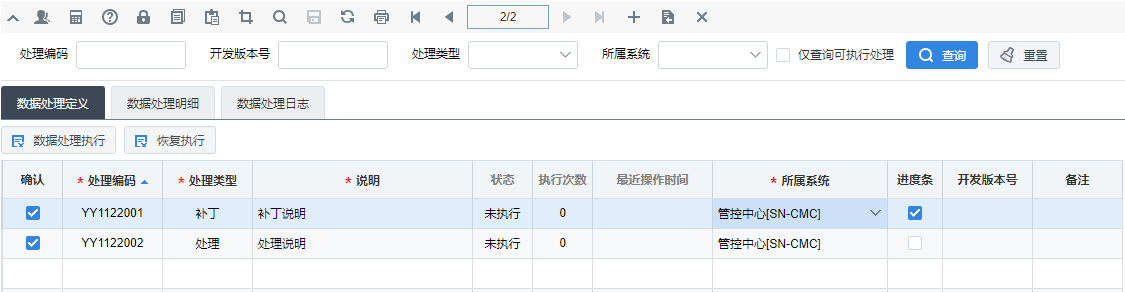 2/2
处理编码 开发版本号 处理类型 所属系统 仅查询可执行处理 查询 重置
数据处理定义 数据处理明细 数据处理日志
数据处理执行 恢复执行
确认 * 处理编码 * 处理类型 * 说明 状态 执行次数 最近操作时间 * 所属系统 进度条 开发版本号 备注
YY1122001 补丁 补丁说明 未执行 0 管控中心[SN-CMC]
YY1122002 处理 处理说明 未执行 0 管控中心[SN-CMC]